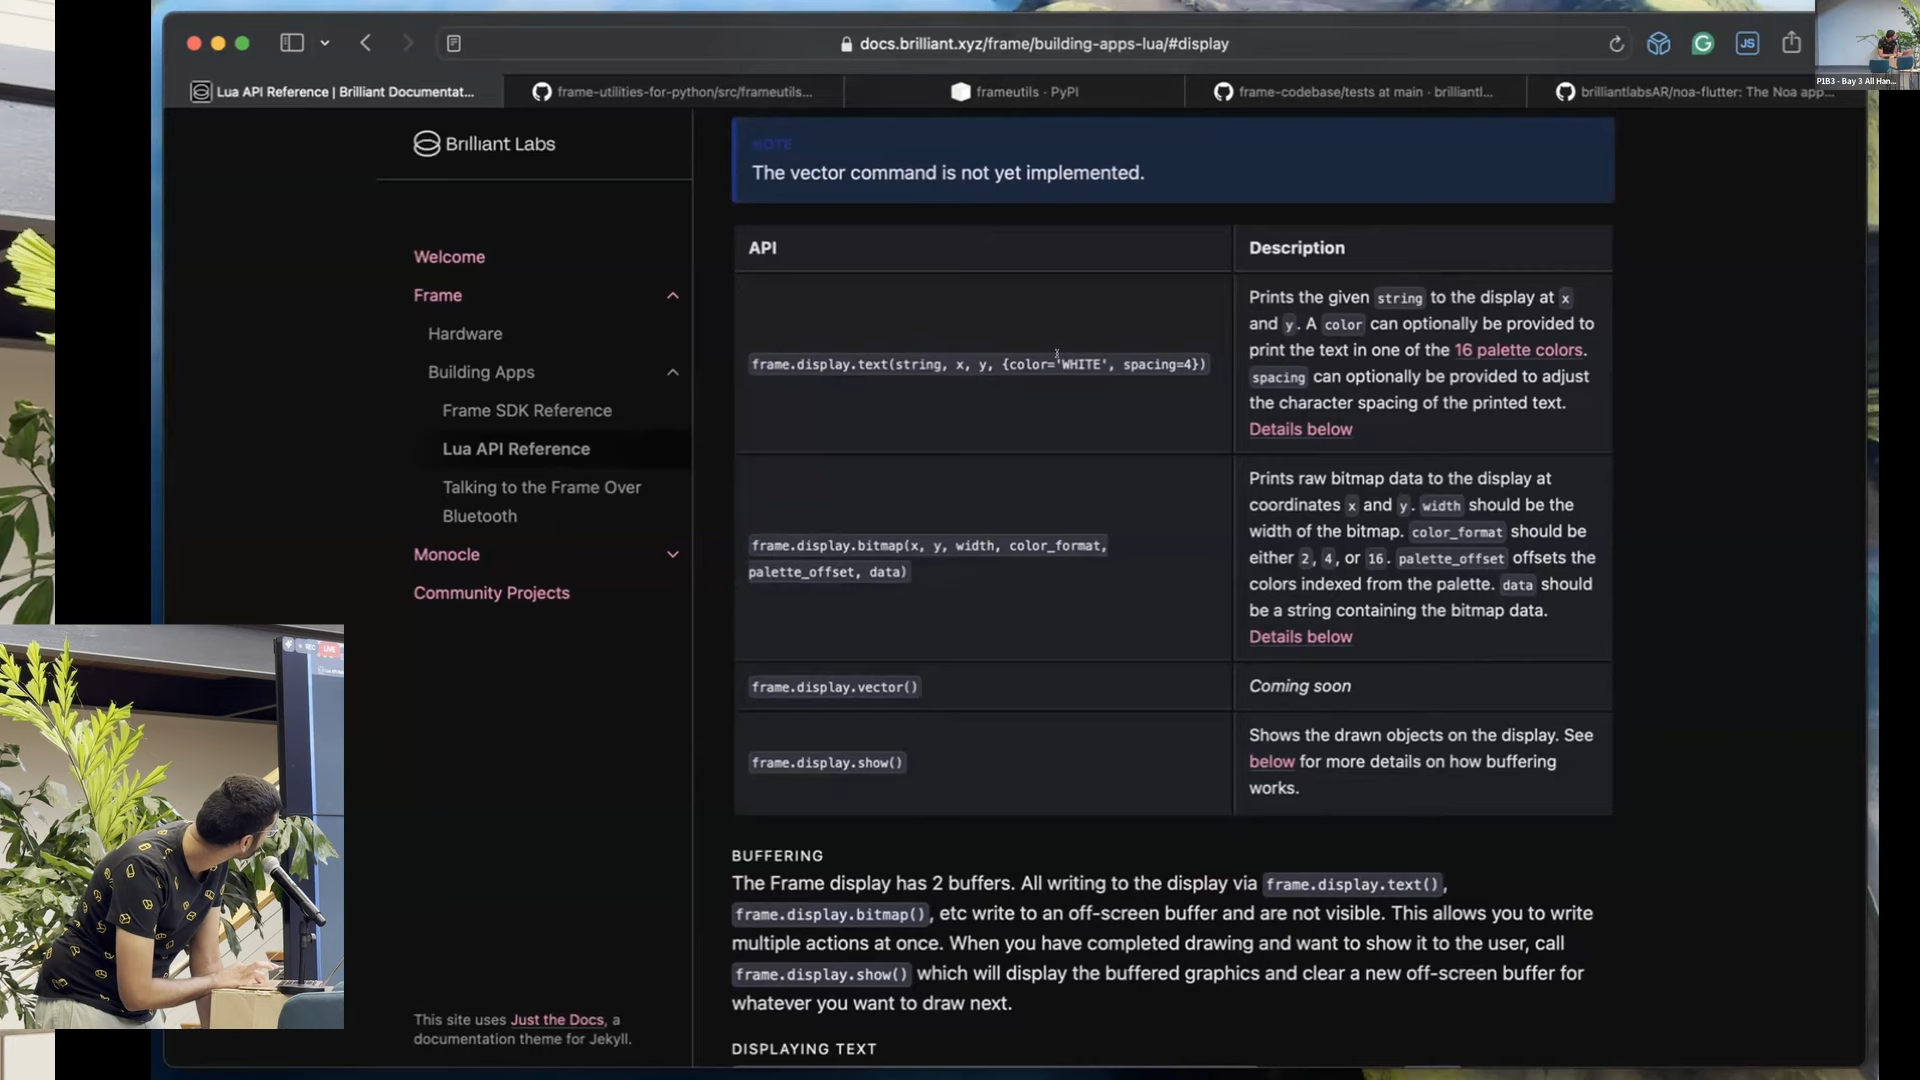 docs.brilliant.xyz/frame/building-apps-lua/#display
JS
P1B3 - Bay 3 All Han...
Lua API Reference | Brilliant Documentat...
frame-utilities-for-python/src/frameutils...
frameutils · PyPI
frame-codebase/tests at main · brilliantl...
brilliantlabsAR/noa-flutter: The Noa app...
Brilliant Labs
Welcome
Frame
Hardware
Building Apps
Frame SDK Reference
Lua API Reference
Talking to the Frame Over
Bluetooth
Monocle
Community Projects
This site uses Just the Docs, a
documentation theme for Jekyll.
NOTE
The vector command is not yet implemented.
API
Description
frame.display.text(string, x, y, {color='WHITE', spacing=4})
Prints the given string to the display at x
and y. A color can optionally be provided to
print the text in one of the 16 palette colors.
spacing can optionally be provided to adjust
the character spacing of the printed text.
Details below
frame.display.bitmap(x, y, width, color_format,
palette_offset, data)
Prints raw bitmap data to the display at
coordinates x and y. width should be the
width of the bitmap. color_format should be
either 2, 4, or 16. palette_offset offsets the
colors indexed from the palette. data should
be a string containing the bitmap data.
Details below
frame.display.vector()
Coming soon
frame.display.show()
Shows the drawn objects on the display. See
below for more details on how buffering
works.
BUFFERING
The Frame display has 2 buffers. All writing to the display via frame.display.text(),
frame.display.bitmap(), etc write to an off-screen buffer and are not visible. This allows you to write
multiple actions at once. When you have completed drawing and want to show it to the user, call
frame.display.show() which will display the buffered graphics and clear a new off-screen buffer for
whatever you want to draw next.
DISPLAYING TEXT
REC
LIVE